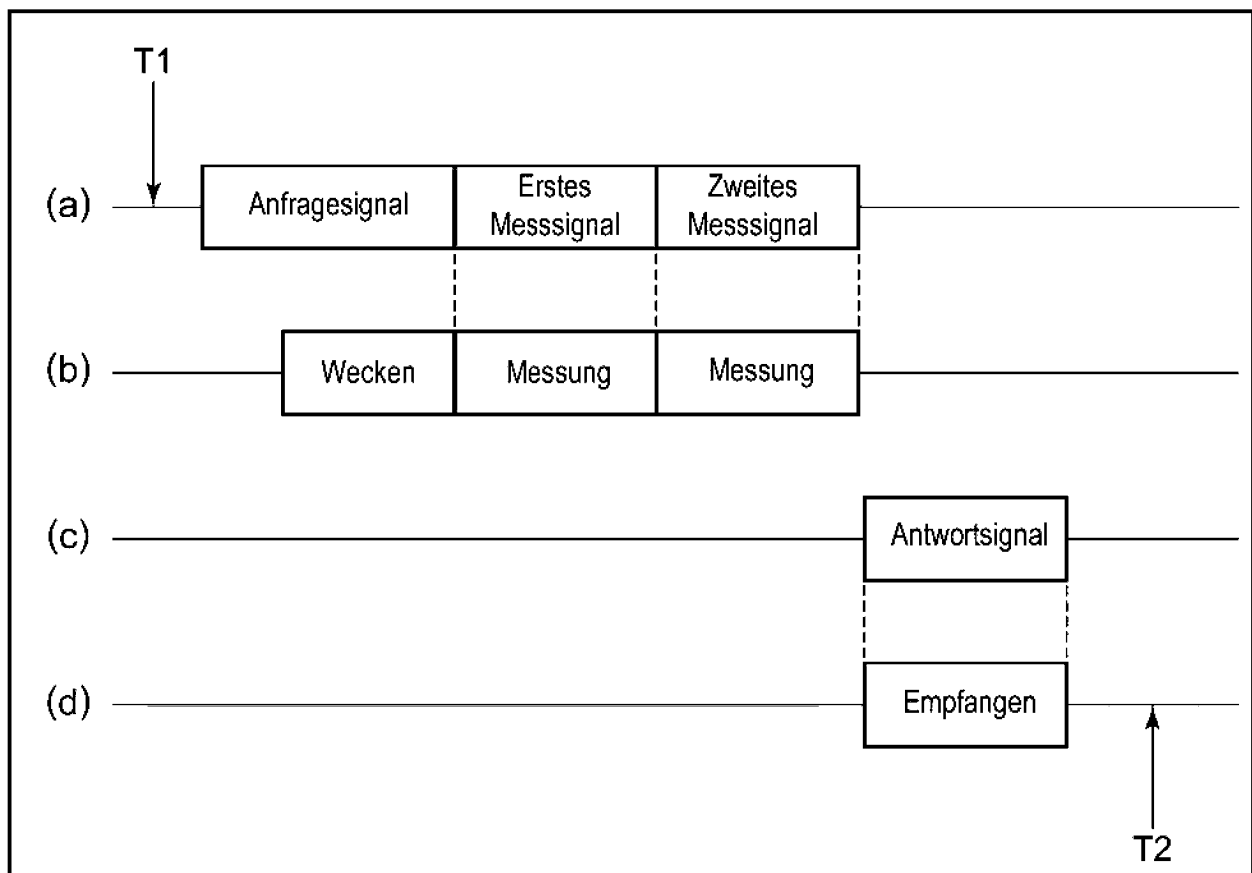 T1
(a)
Anfragesignal
Erstes
Messsignal
Zweites
Messsignal
(b)
Wecken
Messung
Messung
(c)
Antwortsignal
(d)
Empfangen
T2